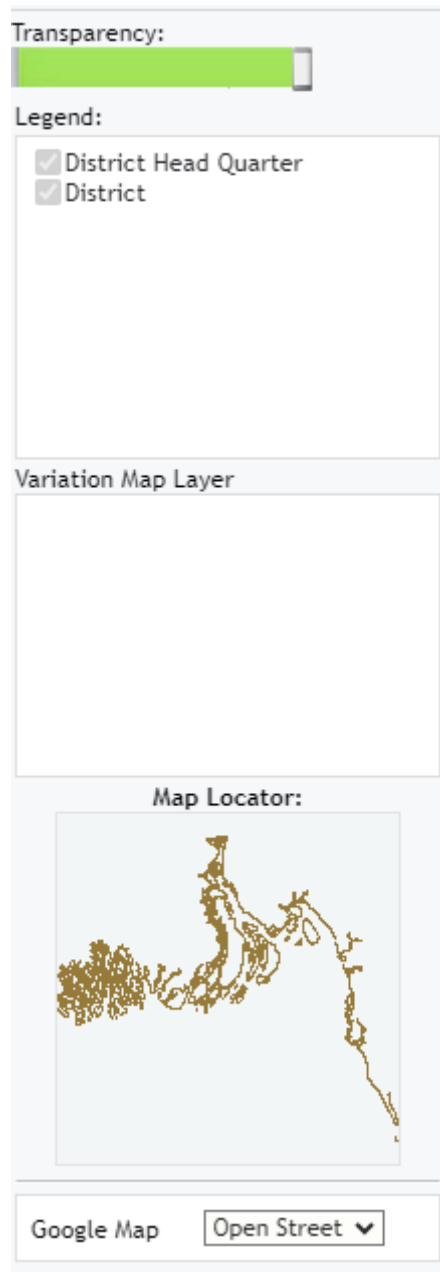 Transparency:
Legend:
District Head Quarter
District
Variation Map Layer
Map Locator:
Google Map Open Street